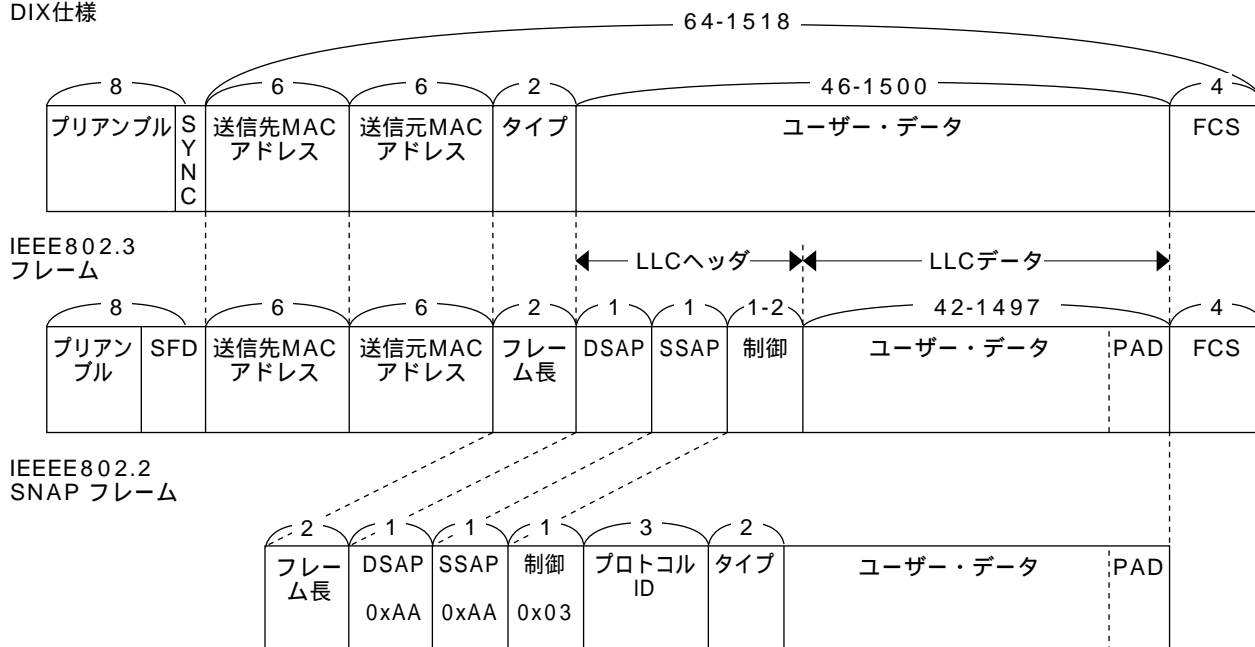 DIX仕様
64-1518
8 6 6 2 46-1500 4
プリアンブル SYNC 送信先MACアドレス 送信元MACアドレス タイプ ユーザー・データ FCS
IEEE802.3
フレーム
LLCヘッダ LLCデータ
8 6 6 2 1 1 1-2 42-1497 4
プリアンブル SFD 送信先MACアドレス 送信元MACアドレス フレーム長 DSAP SSAP 制御 ユーザー・データ PAD FCS
IEEEE802.2
SNAP フレーム
2 1 1 1 3 2
フレーム長 DSAP 0xAA SSAP 0xAA 制御 0x03 プロトコルID タイプ ユーザー・データ PAD